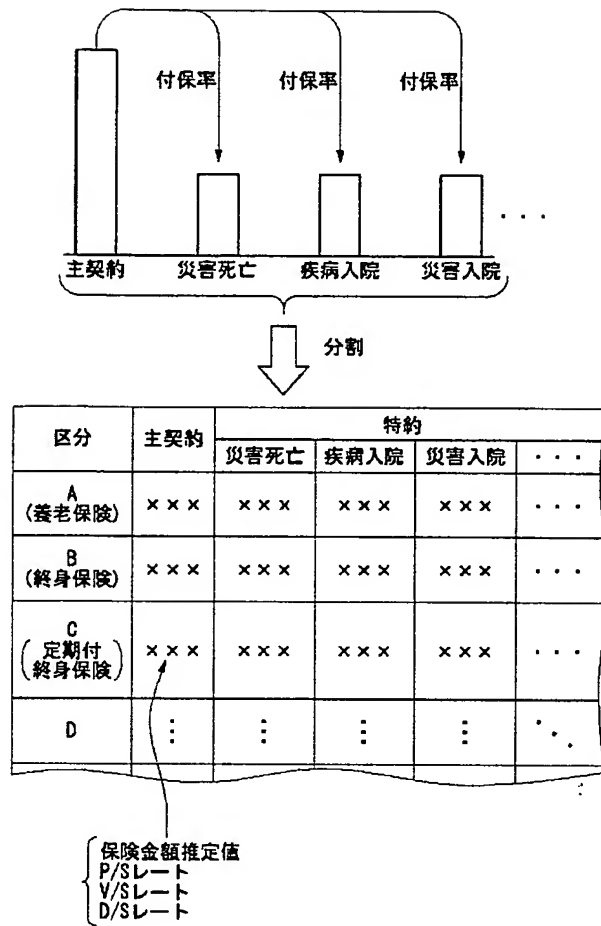 付保率 付保率 付保率
・・・
主契約 災害死亡 疾病入院 災害入院
分割
区分 主契約 特約
災害死亡 疾病入院 災害入院 ・・・
A
(養老保険) ××× ××× ××× ××× ・・・
B
(終身保険) ××× ××× ××× ××× ・・・
C
(定期付
終身保険) ××× ××× ××× ××× ・・・
D
保険金額推定値
P/Sレート
V/Sレート
D/Sレート